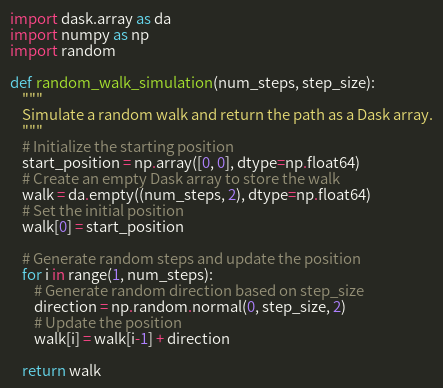 import dask.array as da
import numpy as np
import random

def random_walk_simulation(num_steps, step_size):
    """
    Simulate a random walk and return the path as a Dask array.
    """
    # Initialize the starting position
    start_position = np.array([0, 0], dtype=np.float64)
    # Create an empty Dask array to store the walk
    walk = da.empty((num_steps, 2), dtype=np.float64)
    # Set the initial position
    walk[0] = start_position

    # Generate random steps and update the position
    for i in range(1, num_steps):
        # Generate random direction based on step_size
        direction = np.random.normal(0, step_size, 2)
        # Update the position
        walk[i] = walk[i-1] + direction

    return walk